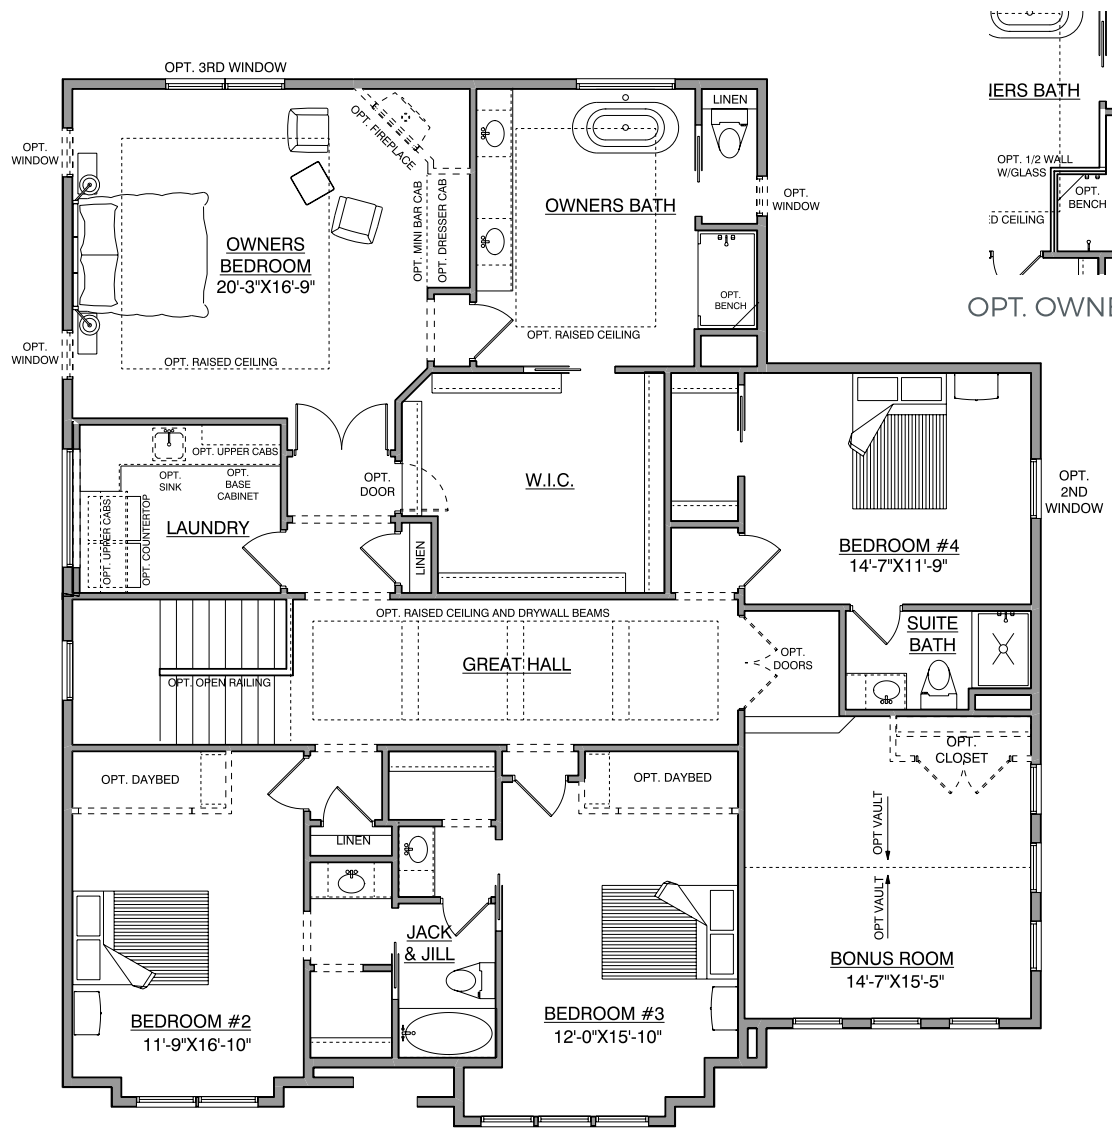 OPT. 3RD WINDOW
OPT.
WINDOW
OPT. FIREPLACE
LINEN
OWNERS BATH
OPT.
WINDOW
OPT. MINI BAR CAB
OPT. DRESSER CAB
OWNERS
BEDROOM
20'-3"X16'-9"
OPT.
BENCH
OPT. RAISED CEILING
OPT.
WINDOW
OPT. RAISED CEILING
OPT. UPPER CABS
OPT.
SINK
OPT.
BASE
CABINET
OPT.
DOOR
W.I.C.
OPT.
2ND
WINDOW
LAUNDRY
OPT. UPPER CABS
OPT. COUNTERTOP
LINEN
BEDROOM #4
14'-7"X11'-9"
OPT. RAISED CEILING AND DRYWALL BEAMS
SUITE
BATH
GREAT HALL
OPT.
DOORS
OPT. OPEN RAILING
OPT.
CLOSET
OPT. DAYBED
OPT. DAYBED
LINEN
OPT VAULT
OPT VAULT
JACK
& JILL
BONUS ROOM
14'-7"X15'-5"
BEDROOM #2
11'-9"X16'-10"
BEDROOM #3
12'-0"X15'-10"
NERS BATH
OPT. 1/2 WALL
W/GLASS
OPT.
BENCH
ED CEILING
OPT. OWNE